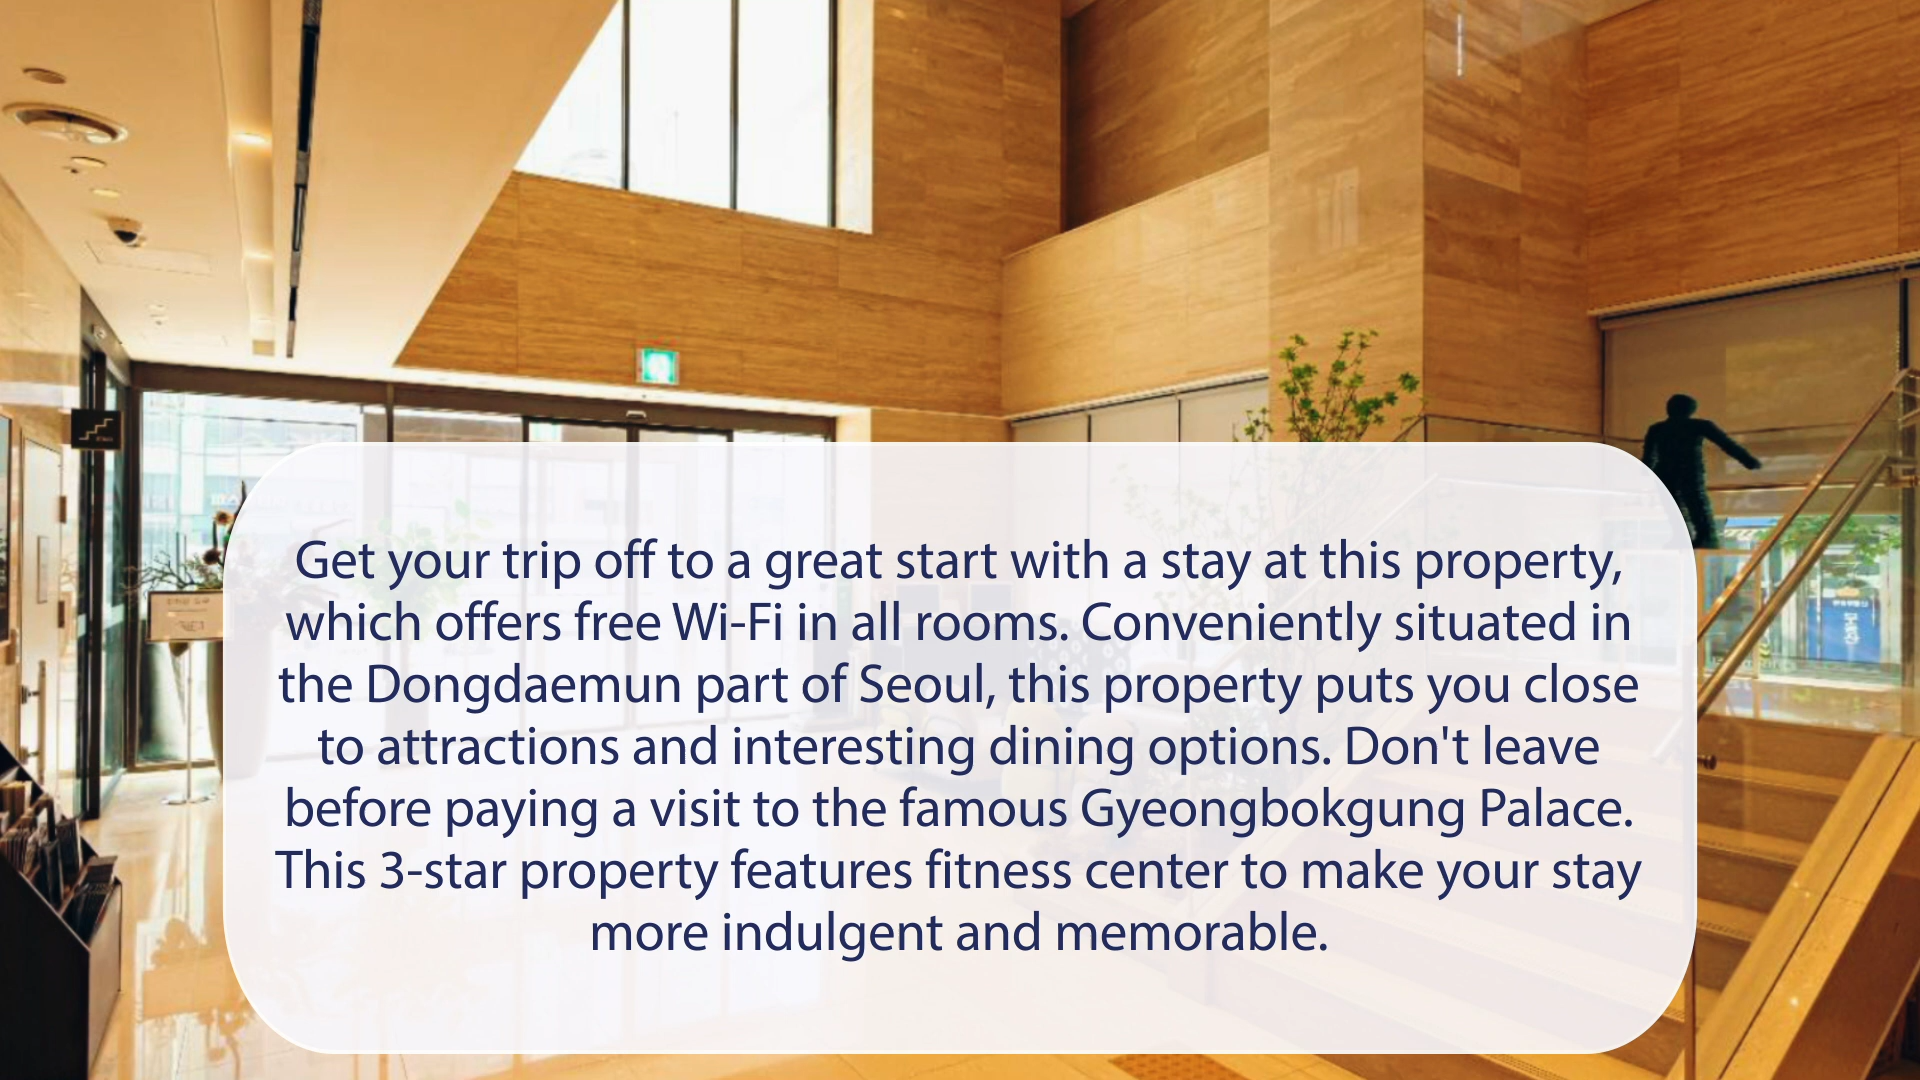 Get your trip off to a great start with a stay at this property,
which offers free Wi-Fi in all rooms. Conveniently situated in
the Dongdaemun part of Seoul, this property puts you close
to attractions and interesting dining options. Don't leave
before paying a visit to the famous Gyeongbokgung Palace.
This 3-star property features fitness center to make your stay
more indulgent and memorable.